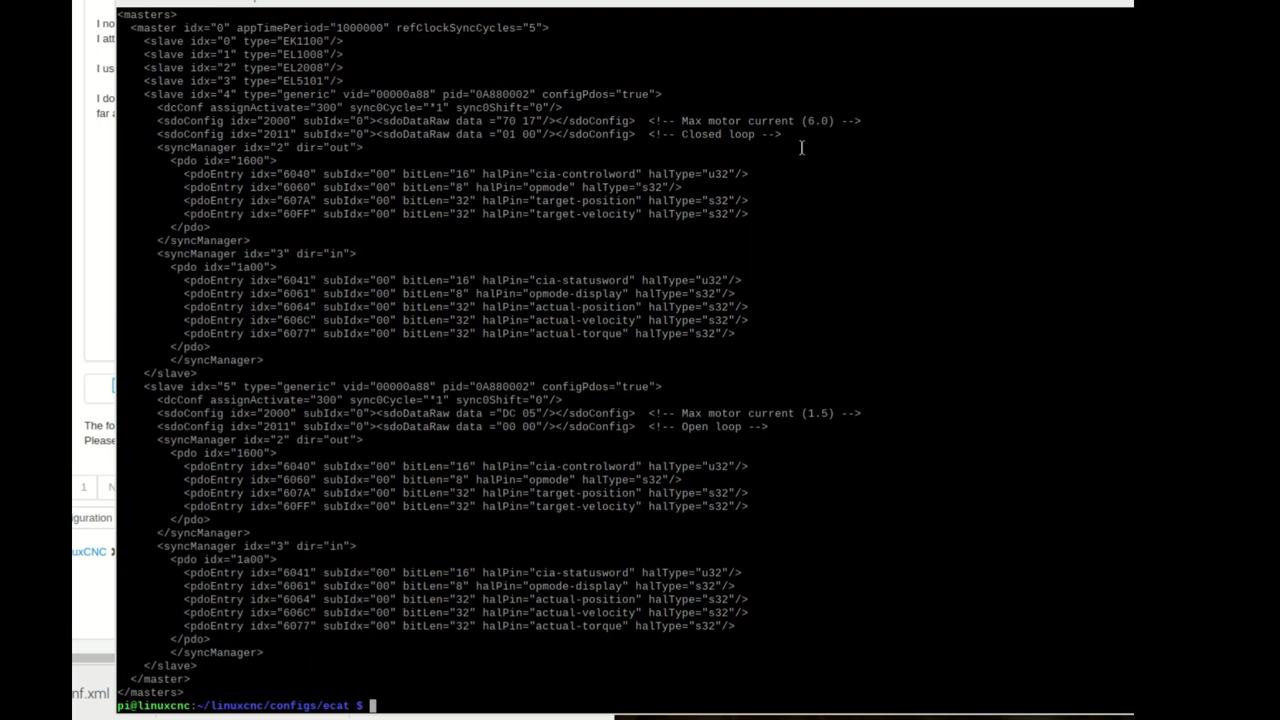 <masters>
<master idx="0" appTimePeriod="1000000" refClockSyncCycles="5">
<slave idx="0" type="EK1100"/>
<slave idx="1" type="EL1008"/>
<slave idx="2" type="EL2008"/>
<slave idx="3" type="EL5101"/>
<slave idx="4" type="generic" vid="00000a88" pid="0A880002" configPdos="true">
<dcConf assignActivate="300" sync0Cycle="*1" sync0Shift="0"/>
<sdoConfig idx="2000" subIdx="0"><sdoDataRaw data ="70 17"/></sdoConfig>  <!-- Max motor current (6.0) -->
<sdoConfig idx="2011" subIdx="0"><sdoDataRaw data ="01 00"/></sdoConfig>  <!-- Closed loop -->
<syncManager idx="2" dir="out">
<pdo idx="1600">
<pdoEntry idx="6040" subIdx="00" bitLen="16" halPin="cia-controlword" halType="u32"/>
<pdoEntry idx="6060" subIdx="00" bitLen="8" halPin="opmode" halType="s32"/>
<pdoEntry idx="607A" subIdx="00" bitLen="32" halPin="target-position" halType="s32"/>
<pdoEntry idx="60FF" subIdx="00" bitLen="32" halPin="target-velocity" halType="s32"/>
</pdo>
</syncManager>
<syncManager idx="3" dir="in">
<pdo idx="1a00">
<pdoEntry idx="6041" subIdx="00" bitLen="16" halPin="cia-statusword" halType="u32"/>
<pdoEntry idx="6061" subIdx="00" bitLen="8" halPin="opmode-display" halType="s32"/>
<pdoEntry idx="6064" subIdx="00" bitLen="32" halPin="actual-position" halType="s32"/>
<pdoEntry idx="606C" subIdx="00" bitLen="32" halPin="actual-velocity" halType="s32"/>
<pdoEntry idx="6077" subIdx="00" bitLen="32" halPin="actual-torque" halType="s32"/>
</pdo>
</syncManager>
</slave>
<slave idx="5" type="generic" vid="00000a88" pid="0A880002" configPdos="true">
<dcConf assignActivate="300" sync0Cycle="*1" sync0Shift="0"/>
<sdoConfig idx="2000" subIdx="0"><sdoDataRaw data ="DC 05"/></sdoConfig>  <!-- Max motor current (1.5) -->
<sdoConfig idx="2011" subIdx="0"><sdoDataRaw data ="00 00"/></sdoConfig>  <!-- Open loop -->
<syncManager idx="2" dir="out">
<pdo idx="1600">
<pdoEntry idx="6040" subIdx="00" bitLen="16" halPin="cia-controlword" halType="u32"/>
<pdoEntry idx="6060" subIdx="00" bitLen="8" halPin="opmode" halType="s32"/>
<pdoEntry idx="607A" subIdx="00" bitLen="32" halPin="target-position" halType="s32"/>
<pdoEntry idx="60FF" subIdx="00" bitLen="32" halPin="target-velocity" halType="s32"/>
</pdo>
</syncManager>
<syncManager idx="3" dir="in">
<pdo idx="1a00">
<pdoEntry idx="6041" subIdx="00" bitLen="16" halPin="cia-statusword" halType="u32"/>
<pdoEntry idx="6061" subIdx="00" bitLen="8" halPin="opmode-display" halType="s32"/>
<pdoEntry idx="6064" subIdx="00" bitLen="32" halPin="actual-position" halType="s32"/>
<pdoEntry idx="606C" subIdx="00" bitLen="32" halPin="actual-velocity" halType="s32"/>
<pdoEntry idx="6077" subIdx="00" bitLen="32" halPin="actual-torque" halType="s32"/>
</pdo>
</syncManager>
</slave>
</master>
</masters>
pi@linuxcnc:~/linuxcnc/configs/ecat $
I no
I att
I us
I do
far a
The fo
Please
1 N
iguration
uxCNC
nf.xml